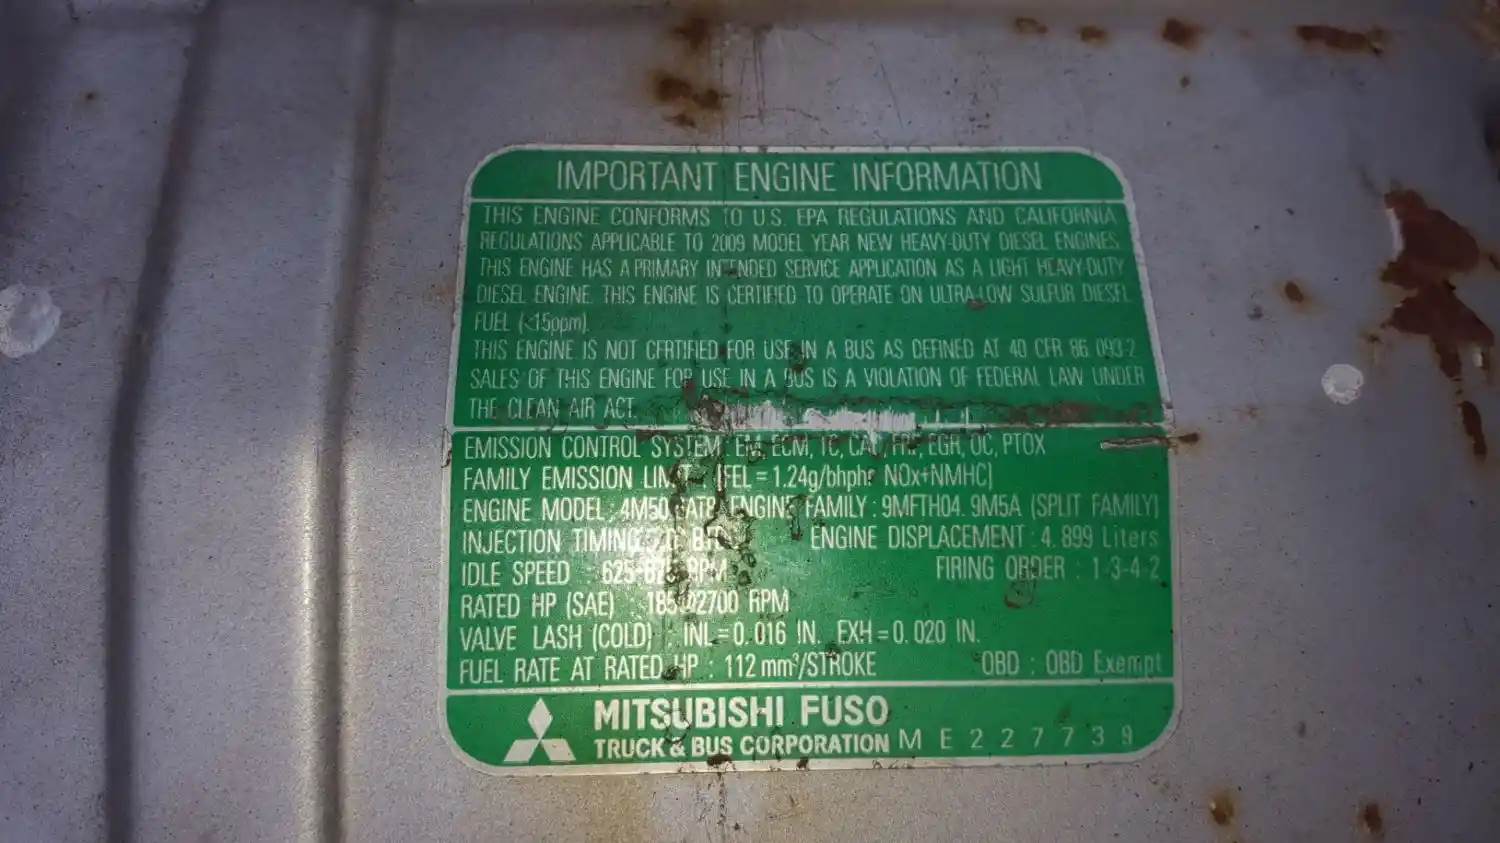 IMPORTANT ENGINE INFORMATION
THIS ENGINE CONFORMS TO U.S. EPA REGULATIONS AND CALIFORNIA
REGULATIONS APPLICABLE TO 2009 MODEL YEAR NEW HEAVY-DUTY DIESEL ENGINES.
THIS ENGINE HAS A PRIMARY INTENDED SERVICE APPLICATION AS A LIGHT HEAVY-DUTY
DIESEL ENGINE. THIS ENGINE IS CERTIFIED TO OPERATE ON ULTRA-LOW SULFUR DIESEL
FUEL (<15ppm).
THIS ENGINE IS NOT CERTIFIED FOR USE IN A BUS AS DEFINED AT 40 CFR 86 093-2
SALES OF THIS ENGINE FOR USE IN A BUS IS A VIOLATION OF FEDERAL LAW UNDER
THE CLEAN AIR ACT.
EMISSION CONTROL SYSTEM: EM, ECM, TC, EGR, OC, PTOX
FAMILY EMISSION LIMIT : [FEL=1.24g/bhphr NOx+NMHC]
ENGINE MODEL : 4M50 ENGINE FAMILY : 9MFTH04. 9M5A (SPLIT FAMILY)
INJECTION TIMING ENGINE DISPLACEMENT : 4. 899 Liters
IDLE SPEED : RPM FIRING ORDER : 1-3-4-2
RATED HP (SAE) : 185/2700 RPM
VALVE LASH (COLD) : INL=0. 016 IN. EXH=0. 020 IN.
FUEL RATE AT RATED HP : 112 mm³/STROKE OBD : OBD Exempt
MITSUBISHI FUSO
TRUCK & BUS CORPORATION ME227739